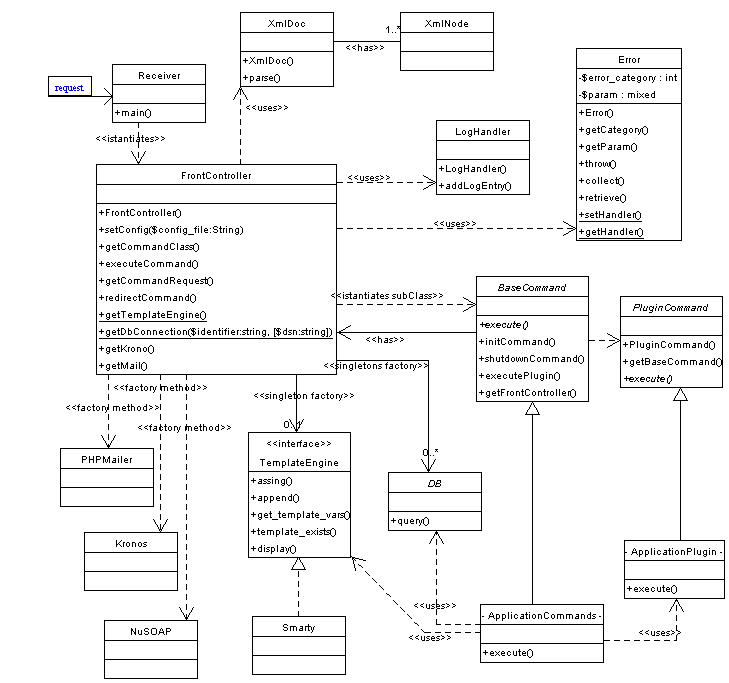 XmlDoc
+XmlDoc()
+parse()
1..*
<<has>>
XmlNode
request
Receiver
+main()
<<istantiates>>
<<uses>>
Error
-$error_category : int
-$param : mixed
+Error()
+getCategory()
+getParam()
+throw()
+collect()
+retrieve()
+setHandler()
+getHandler()
LogHandler
+LogHandler()
+addLogEntry()
<<uses>>
<<uses>>
FrontController
+FrontController()
+setConfig($config_file:String)
+getCommandClass()
+executeCommand()
+getCommandRequest()
+redirectCommand()
+getTemplateEngine()
+getDbConnection($identifier:string, [$dsn:string])
+getKrono()
+getMail()
<<istantiates subClass>>
<<has>>
BaseCommand
+execute()
+initCommand()
+shutdownCommand()
+executePlugin()
+getFrontController()
PluginCommand
+PluginCommand()
+getBaseCommand()
+execute()
<<factory method>>
<<factory method>>
<<factory method>>
<<singletons factory>>
<<singleton factory>>
0..1
0..*
PHPMailer
Kronos
NuSOAP
<<interface>>
TemplateEngine
+assing()
+append()
+get_template_vars()
+template_exists()
+display()
DB
+query()
Smarty
<<uses>>
<<uses>>
- ApplicationCommands -
+execute()
<<uses>>
- ApplicationPlugin -
+execute()